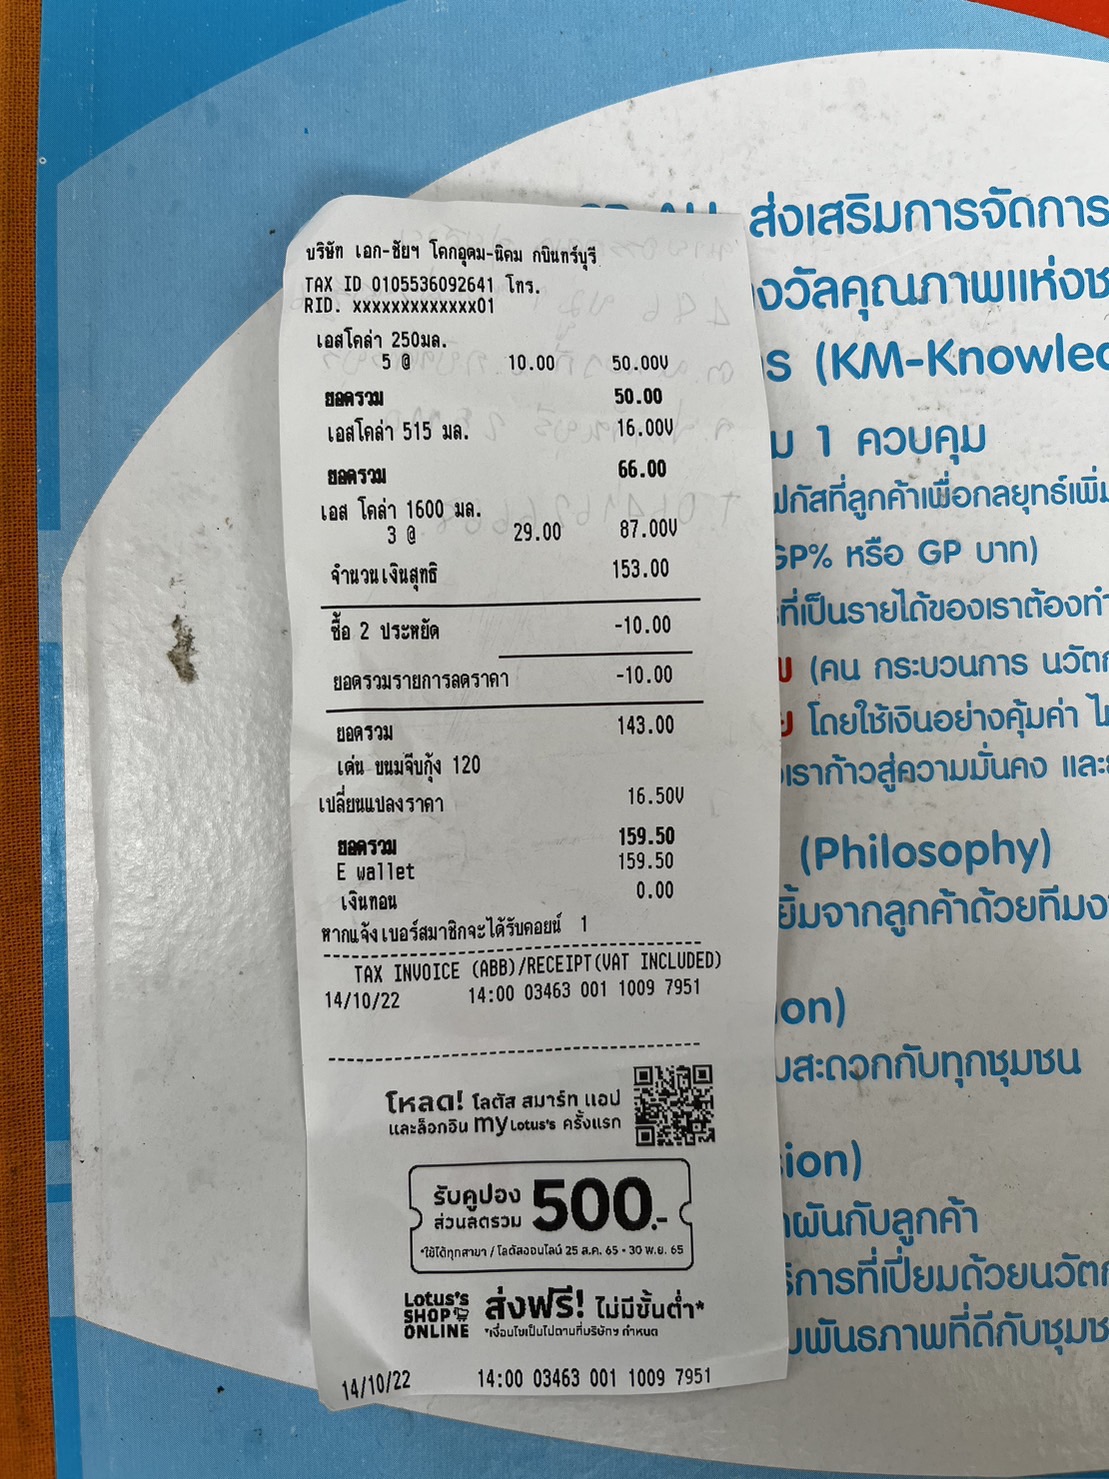 บริษัท เอก-ชัยฯ โคกอุดม-นิคม กบินทร์บุรี
TAX ID 0105536092641 โทร.
RID. xxxxxxxxxxxxx01
เอสโคล่า 250มล.
5 @ 10.00 50.00V
ยอดรวม 50.00
เอสโคล่า 515 มล. 16.00V
ยอดรวม 66.00
เอส โคล่า 1600 มล.
3 @ 29.00 87.00V
จำนวนเงินสุทธิ 153.00
ซื้อ 2 ประหยัด -10.00
ยอดรวมรายการลดราคา -10.00
ยอดรวม 143.00
เด่น ขนมจีบกุ้ง 120
เปลี่ยนแปลงราคา 16.50V
ยอดรวม 159.50
E wallet 159.50
เงินทอน 0.00
หากแจ้งเบอร์สมาชิกจะได้รับคอยน์ 1
TAX INVOICE (ABB)/RECEIPT(VAT INCLUDED)
14/10/22 14:00 03463 001 1009 7951
โหลด! โลตัส สมาร์ท แอป
และล็อกอิน my Lotus's ครั้งแรก
รับคูปอง
ส่วนลดรวม 500.-
*ใช้ได้ทุกสาขา / โลตัสออนไลน์ 25 ส.ค. 65 - 30 พ.ย. 65
Lotus's
SHOP
ONLINE
ส่งฟรี! ไม่มีขั้นต่ำ*
*เงื่อนไขเป็นไปตามที่บริษัทฯ กำหนด
14/10/22 14:00 03463 001 1009 7951
ส่งเสริมการจัดการ
งวัลคุณภาพแห่งช
ร (KM-Knowled
ม 1 ควบคุม
ฟกัสที่ลูกค้าเพื่อกลยุทธ์เพิ่ม
GP% หรือ GP บาท)
ที่เป็นรายได้ของเราต้องทำ
(คน กระบวนการ นวัตก
โดยใช้เงินอย่างคุ้มค่า
เราก้าวสู่ความมั่นคง และ
(Philosophy)
ยิ้มจากลูกค้าด้วยทีมง
ion)
มสะดวกกับทุกชุมชน
sion)
กผันกับลูกค้า
ริการที่เปี่ยมด้วยนวัตก
มพันธภาพที่ดีกับชุมช